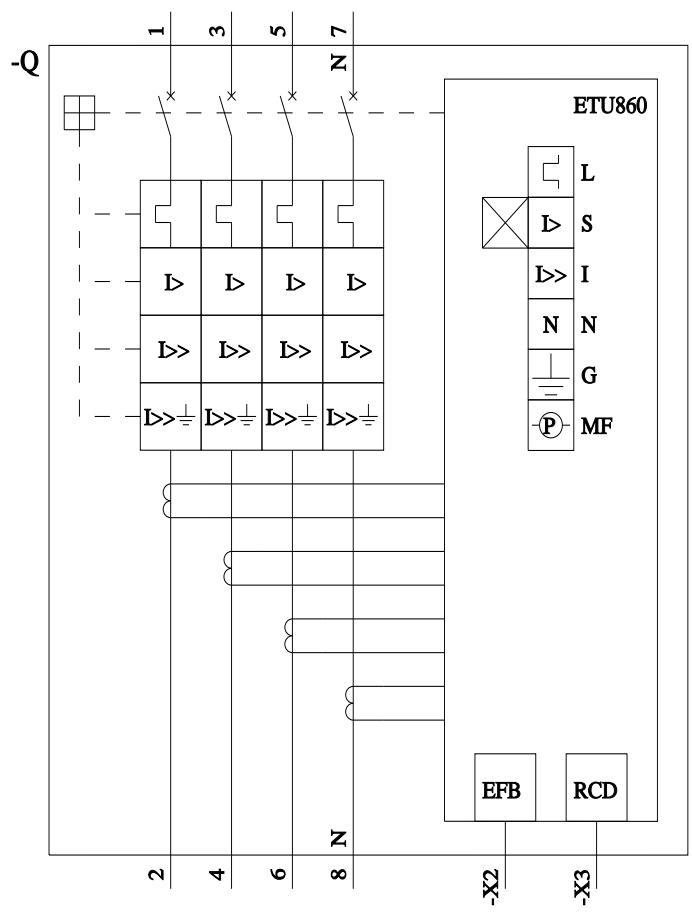 1 3 5 7
N
-Q
ETU860
L
I> S
I> I> I> I>
I>> I
N N
I>> I>> I>> I>>
G
I>> I>> I>> I>>
P MF
EFB RCD
N
2 4 6 8 -X2 -X3